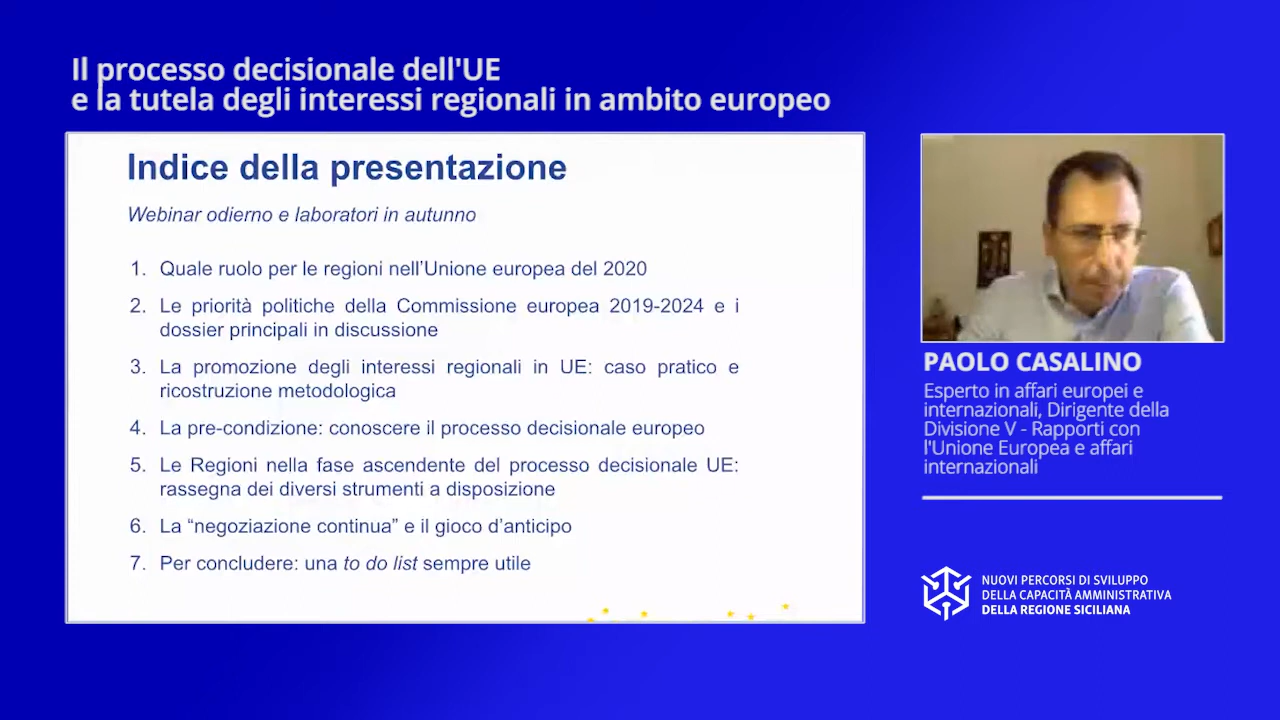 Il processo decisionale dell'UE
e la tutela degli interessi regionali in ambito europeo
Indice della presentazione
Webinar odierno e laboratori in autunno
1. Quale ruolo per le regioni nell’Unione europea del 2020
2. Le priorità politiche della Commissione europea 2019-2024 e i
dossier principali in discussione
3. La promozione degli interessi regionali in UE: caso pratico e
ricostruzione metodologica
4. La pre-condizione: conoscere il processo decisionale europeo
5. Le Regioni nella fase ascendente del processo decisionale UE:
rassegna dei diversi strumenti a disposizione
6. La “negoziazione continua” e il gioco d’anticipo
7. Per concludere: una to do list sempre utile
PAOLO CASALINO
Esperto in affari europei e
internazionali, Dirigente della
Divisione V - Rapporti con
l'Unione Europea e affari
internazionali
NUOVI PERCORSI DI SVILUPPO
DELLA CAPACITÀ AMMINISTRATIVA
DELLA REGIONE SICILIANA